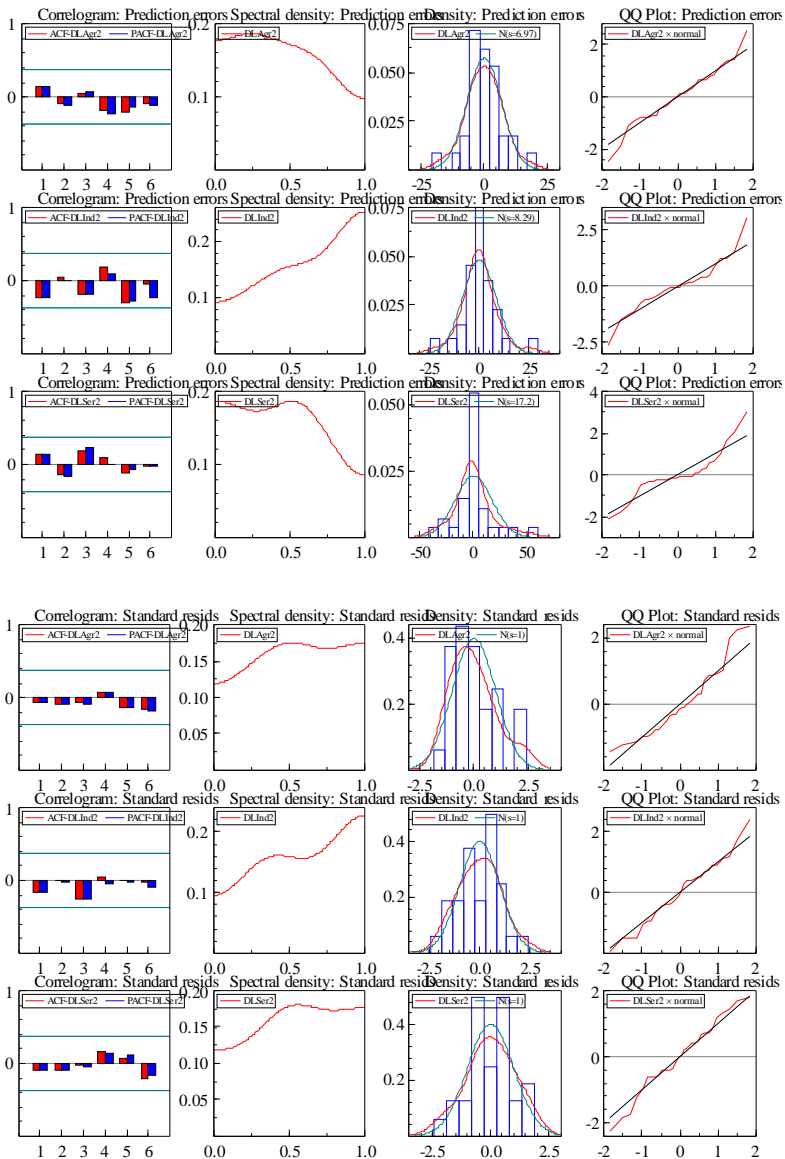 Correlogram: Prediction errors Spectral density: Prediction errors Density: Prediction errors QQ Plot: Prediction errors
1 0.2 0.075 2
ACF-DLAgr2 PACF-DLAgr2 DLAgr2 DLAgr2 N(s=6.97) DLAgr2 × normal
0.050
0 0.1 0
0.025
-2
1 2 3 4 5 6 0.0 0.5 1.0 -25 0 25 -2 -1 0 1 2
Correlogram: Prediction errors Spectral density: Prediction errors Density: Prediction errors QQ Plot: Prediction errors
1 0.075
ACF-DLInd2 PACF-DLInd2 DLInd2 DLInd2 N(s=8.29) DLInd2 × normal
0.2 2.5
0.050
0 0.0
0.1 0.025
-2.5
1 2 3 4 5 6 0.0 0.5 1.0 -50 -25 0 25 -2 -1 0 1 2
Correlogram: Prediction errors Spectral density: Prediction errors Density: Prediction errors QQ Plot: Prediction errors
1 0.050 4
ACF-DLSer2 PACF-DLSer2 DLSer2 DLSer2 N(s=17.2) DLSer2 × normal
2
0 0.1 0.025 0
-2
1 2 3 4 5 6 0.0 0.5 1.0 -50 0 50 -2 -1 0 1 2
Correlogram: Standard resids Spectral density: Standard resids Density: Standard resids QQ Plot: Standard resids
1 0.20 0.4 2
ACF-DLAgr2 PACF-DLAgr2 DLAgr2 DLAgr2 N(s=1) DLAgr2 × normal
0.15
0 0.10 0.2 0
0.05
1 2 3 4 5 6 0.0 0.5 1.0 -2.5 0.0 2.5 -2 -1 0 1 2
Correlogram: Standard resids Spectral density: Standard resids Density: Standard resids QQ Plot: Standard resids
1 0.2 0.4 2
ACF-DLInd2 PACF-DLInd2 DLInd2 DLInd2 N(s=1) DLInd2 × normal
0 0.1 0.2 0
1 2 3 4 5 6 0.0 0.5 1.0 -2.5 0.0 2.5 -2 -1 0 1 2
Correlogram: Standard resids Spectral density: Standard resids Density: Standard resids QQ Plot: Standard resids
1 0.20 2
ACF-DLSer2 PACF-DLSer2 DLSer2 DLSer2 N(s=1) DLSer2 × normal
0.15 0.4
0 0.10 0
0.2
0.05
-2
1 2 3 4 5 6 0.0 0.5 1.0 -2.5 0.0 2.5 -2 -1 0 1 2